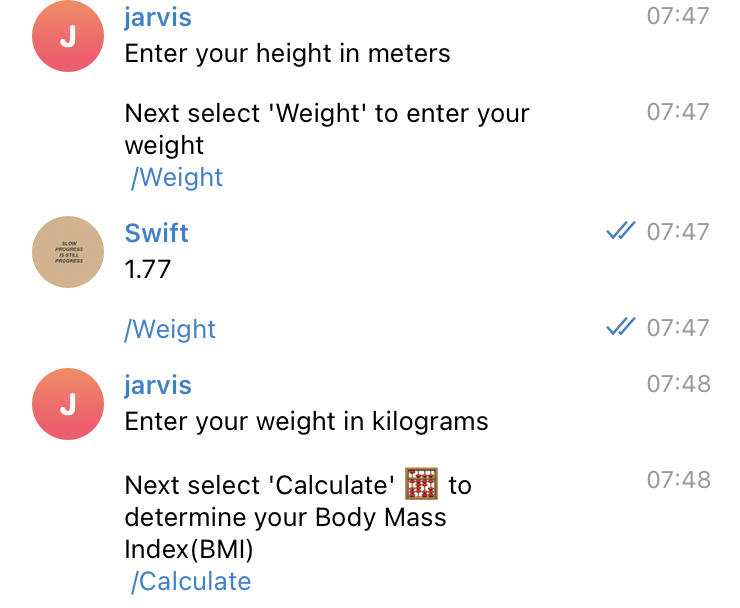 J
jarvis 07:47
Enter your height in meters
Next select 'Weight' to enter your 07:47
weight
/Weight
SLOW
PROGRESS
IS STILL
PROGRESS
Swift 07:47
1.77
/Weight 07:47
J
jarvis 07:48
Enter your weight in kilograms
Next select 'Calculate' 🧮 to 07:48
determine your Body Mass
Index(BMI)
/Calculate